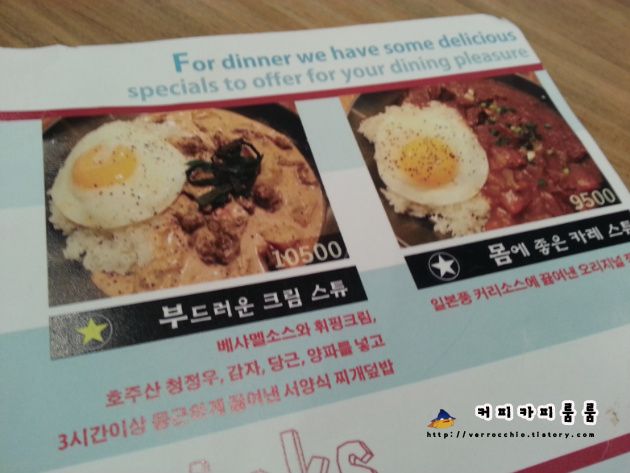 For dinner we have some delicious
specials to offer for your dining pleasure
10500
9500
부드러운 크림 스튜
몸에 좋은 카레 스튜
베샤멜소스와 휘핑크림,
호주산 청정우, 감자, 당근, 양파를 넣고
3시간이상 뭉근하게 끓여낸 서양식 찌개덮밥
일본풍 커리소스에 끓여낸 오리지널
커피카피룸룸
http://verrocchio.tistory.com